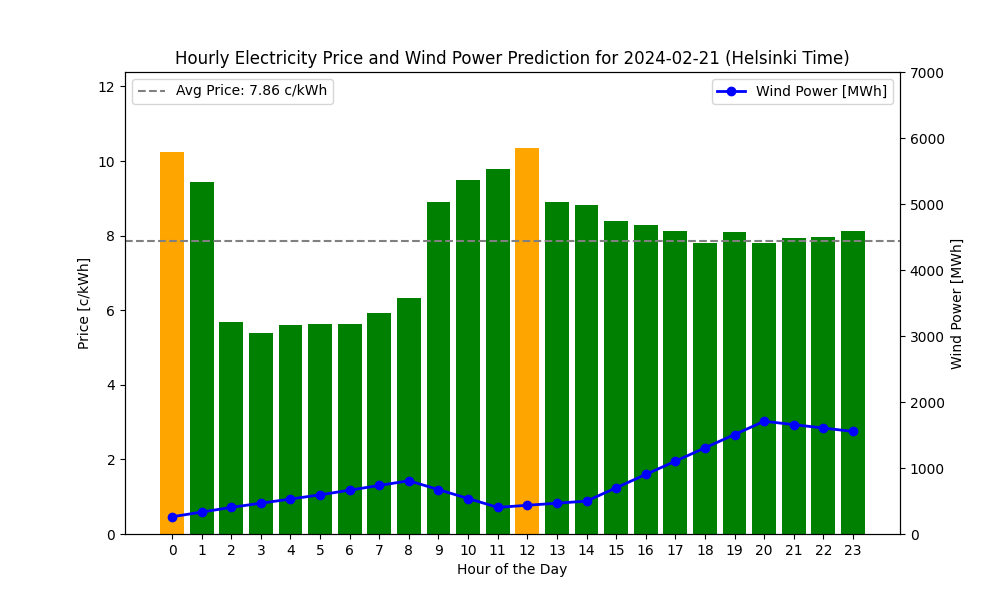 Hourly Electricity Price and Wind Power Prediction for 2024-02-21 (Helsinki Time)
Avg Price: 7.86 c/kWh
Wind Power [MWh]
Price [c/kWh]
12
10
8
6
4
2
0
7000
6000
5000
4000
3000
2000
1000
0
Wind Power [MWh]
0 1 2 3 4 5 6 7 8 9 10 11 12 13 14 15 16 17 18 19 20 21 22 23
Hour of the Day